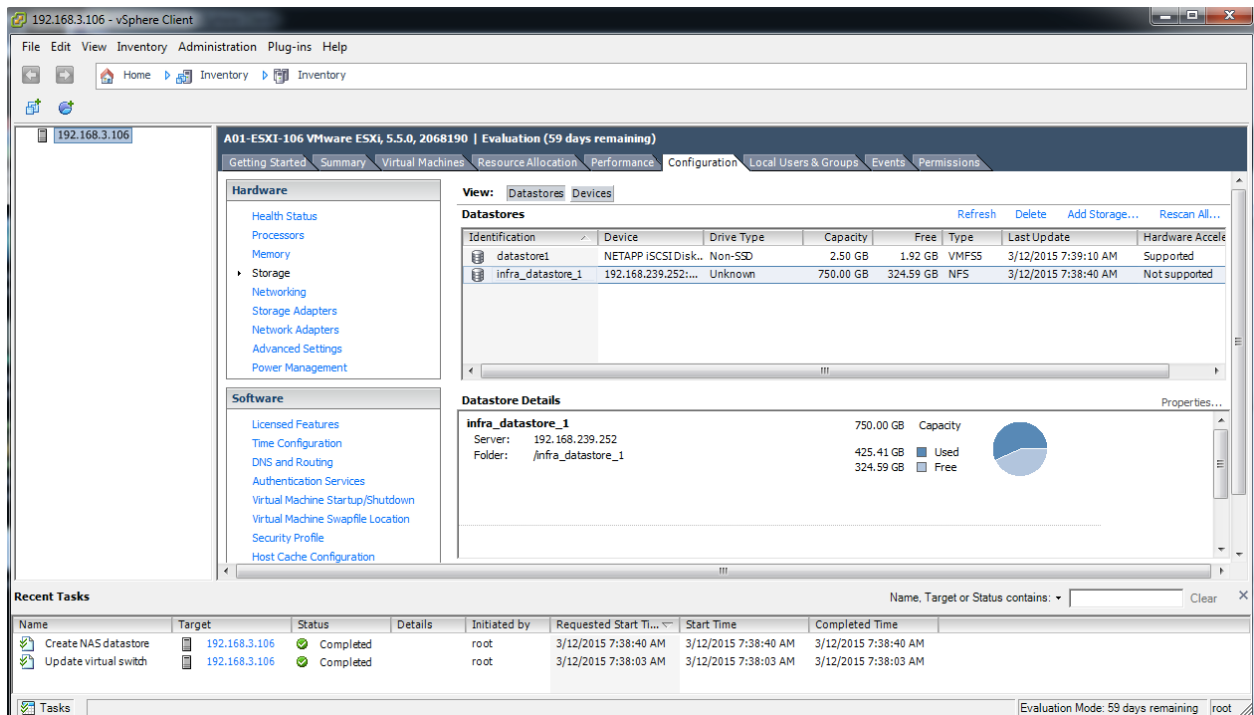 192.168.3.106 - vSphere Client
File Edit View Inventory Administration Plug-ins Help
Home Inventory Inventory
192.168.3.106
A01-ESXI-106 VMware ESXi, 5.5.0, 2068190 | Evaluation (59 days remaining)
Getting Started Summary Virtual Machines Resource Allocation Performance Configuration Local Users & Groups Events Permissions
Hardware
Health Status
Processors
Memory
Storage
Networking
Storage Adapters
Network Adapters
Advanced Settings
Power Management
Software
Licensed Features
Time Configuration
DNS and Routing
Authentication Services
Virtual Machine Startup/Shutdown
Virtual Machine Swapfile Location
Security Profile
Host Cache Configuration
View: Datastores Devices
Datastores Refresh Delete Add Storage... Rescan All...
Identification Device Drive Type Capacity Free Type Last Update Hardware Accele
datastore1 NETAPP iSCSI Disk... Non-SSD 2.50 GB 1.92 GB VMFS5 3/12/2015 7:39:10 AM Supported
infra_datastore_1 192.168.239.252:... Unknown 750.00 GB 324.59 GB NFS 3/12/2015 7:38:40 AM Not supported
Datastore Details Properties...
infra_datastore_1 750.00 GB Capacity
Server: 192.168.239.252
Folder: /infra_datastore_1
425.41 GB Used
324.59 GB Free
Recent Tasks Name, Target or Status contains: Clear
Name Target Status Details Initiated by Requested Start Ti... Start Time Completed Time
Create NAS datastore 192.168.3.106 Completed root 3/12/2015 7:38:40 AM 3/12/2015 7:38:40 AM 3/12/2015 7:38:40 AM
Update virtual switch 192.168.3.106 Completed root 3/12/2015 7:38:03 AM 3/12/2015 7:38:03 AM 3/12/2015 7:38:03 AM
Tasks Evaluation Mode: 59 days remaining root